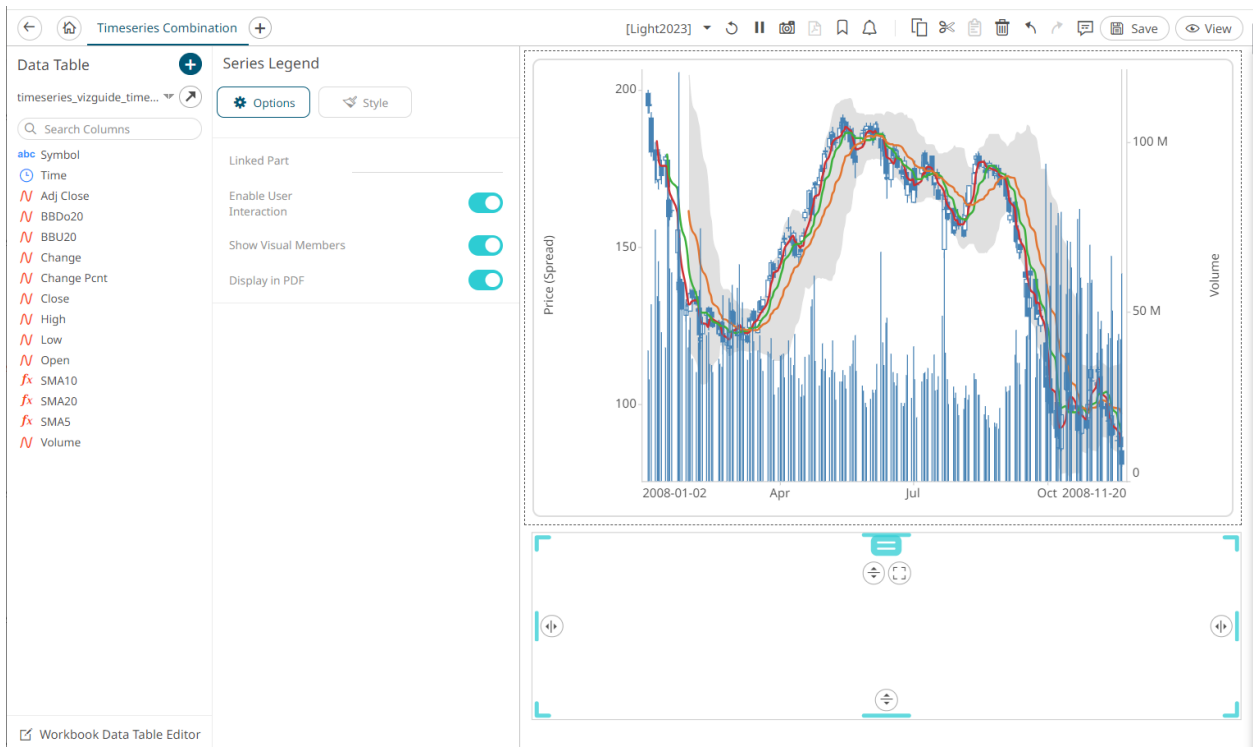 Timeseries Combination
[Light2023]
Save
View
Data Table
timeseries_vizguide_time...
Search Columns
abc Symbol
Time
Adj Close
BBDo20
BBU20
Change
Change Pcnt
Close
High
Low
Open
fx SMA10
fx SMA20
fx SMA5
Volume
Workbook Data Table Editor
Series Legend
Options
Style
Linked Part
Enable User
Interaction
Show Visual Members
Display in PDF
Price (Spread)
200
150
100
2008-01-02
Apr
Jul
Oct
2008-11-20
100 M
50 M
0
Volume